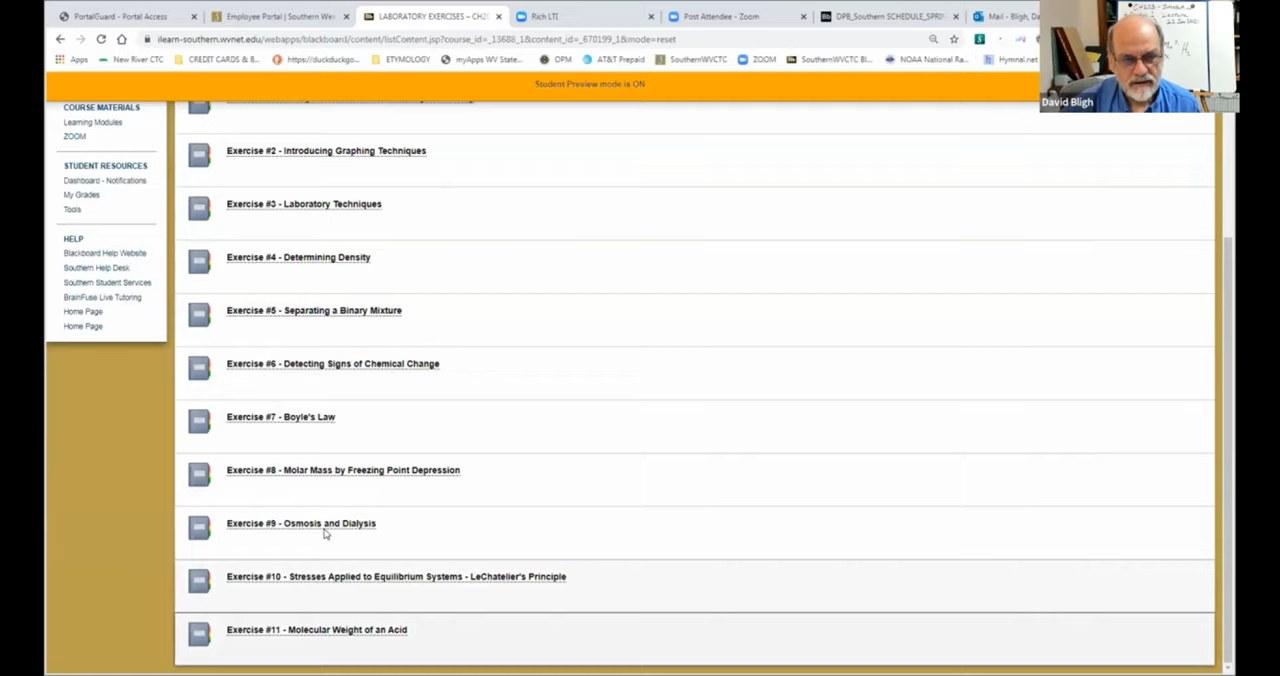 PortalGuard - Portal Access
Employee Portal | Southern We
LABORATORY EXERCISES – CH2
Rich LTI
Post Attendee - Zoom
DPB_Southern SCHEDULE_SPRIN
Mail - Bligh, Da
ilearn-southern.wvnet.edu/webapps/blackboard/content/listContent.jsp?course_id=_13688_1&content_id=_670199_1&mode=reset
Apps
New River CTC
CREDIT CARDS & B...
https://duckduckgo...
ETYMOLOGY
myApps WV State...
OPM
AT&T Prepaid
SouthernWVCTC
ZOOM
SouthernWVCTC Bl...
NOAA National Ra...
Hymnal.net
Student Preview mode is ON
David Bligh
COURSE MATERIALS
Learning Modules
ZOOM
STUDENT RESOURCES
Dashboard - Notifications
My Grades
Tools
HELP
Blackboard Help Website
Southern Help Desk
Southern Student Services
BrainFuse Live Tutoring
Home Page
Home Page
Exercise #2 - Introducing Graphing Techniques
Exercise #3 - Laboratory Techniques
Exercise #4 - Determining Density
Exercise #5 - Separating a Binary Mixture
Exercise #6 - Detecting Signs of Chemical Change
Exercise #7 - Boyle's Law
Exercise #8 - Molar Mass by Freezing Point Depression
Exercise #9 - Osmosis and Dialysis
Exercise #10 - Stresses Applied to Equilibrium Systems - LeChatelier's Principle
Exercise #11 - Molecular Weight of an Acid